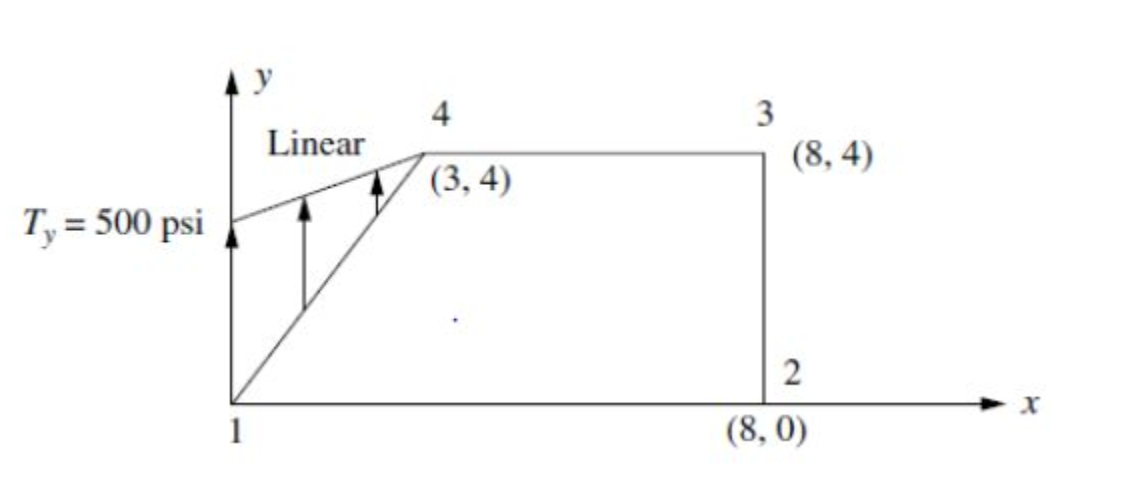 y
4
3
Linear
(8, 4)
(3, 4)
T_y = 500 psi
2
x
1
(8, 0)